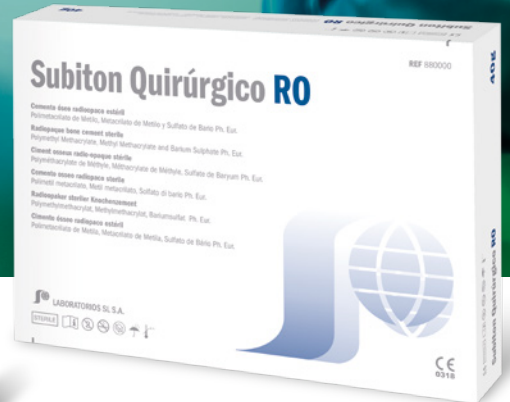 Subiton Quirúrgico RO
REF 880000
40g
Cemento óseo radiopaco estéril
Polimetacrilato de Metilo, Metacrilato de Metilo y Sulfato de Bario Ph. Eur.
Radiopaque bone cement sterile
Polymethyl Methacrylate, Methyl Methacrylate and Barium Sulphate Ph. Eur.
Ciment osseux radio-opaque stérile
Polyméthacrylate de Méthyle, Méthacrylate de Méthyle, Sulfate de Baryum Ph. Eur.
Cemento osseo radiopaco sterile
Polimetil metacrilato, Metil metacrilato, Sulfato di bario Ph. Eur.
Radiopaker steriler Knochenzement
Polymethylmethacrylat, Methylmethacrylat, Bariumsulfat Ph. Eur.
Cimento ósseo radiopaco estéril
Polimetacrilato de Metila, Metacrilato de Metila, Sulfato de Bario Ph. Eur.
LABORATORIOS SL S.A.
STERILE
CE
0318
Subiton Quirúrgico RO